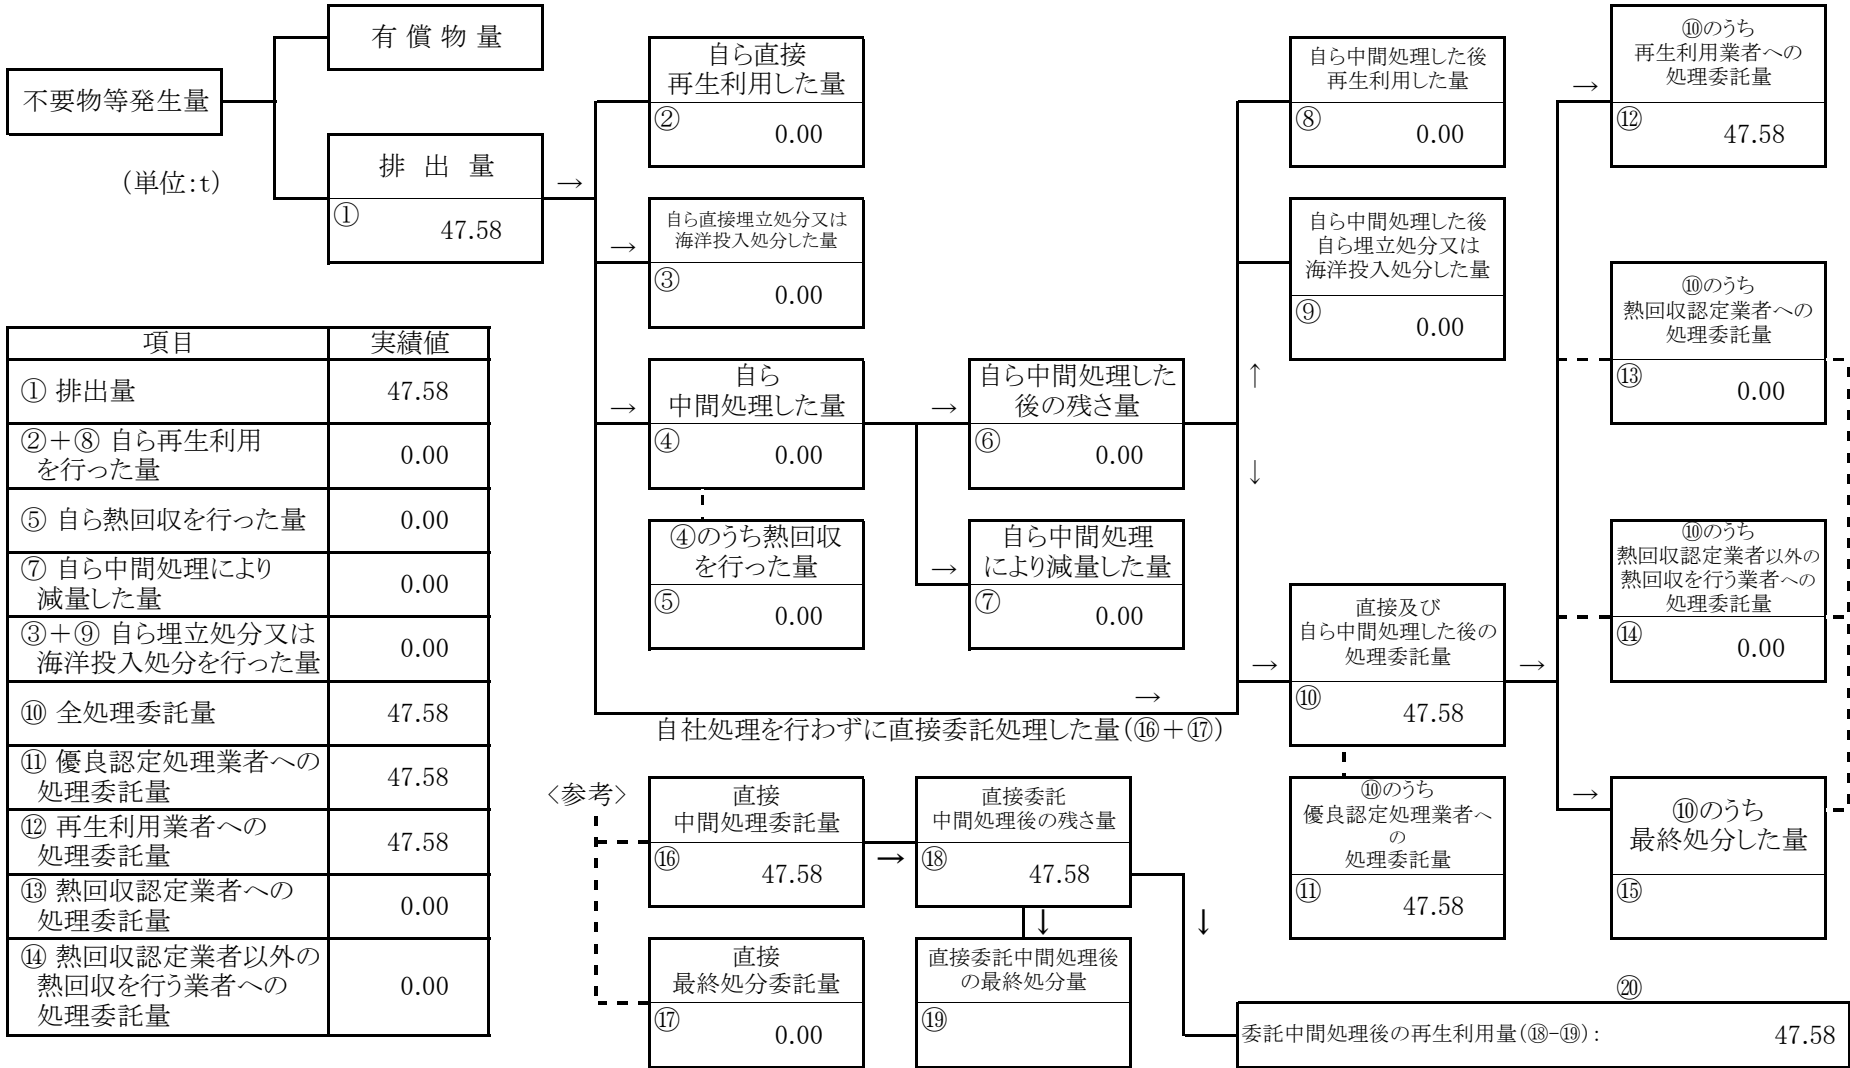 有 償 物 量
不要物等発生量
(単位:t)
排 出 量
①
47.58
→
自ら直接
再生利用した量
②
0.00
→
自ら直接埋立処分又は
海洋投入処分した量
③
0.00
→
自ら
中間処理した量
④
0.00
④のうち熱回収
を行った量
⑤
0.00
→
自ら中間処理した
後の残さ量
⑥
0.00
→
自ら中間処理
により減量した量
⑦
0.00
↑
↓
自ら中間処理した後
再生利用した量
⑧
0.00
自ら中間処理した後
自ら埋立処分又は
海洋投入処分した量
⑨
0.00
→
自社処理を行わずに直接委託処理した量(⑯+⑰)
→
直接及び
自ら中間処理した後の
処理委託量
⑩
47.58
→
⑩のうち
優良認定処理業者へ
の
処理委託量
⑪
47.58
→
⑩のうち
再生利用業者への
処理委託量
⑫
47.58
⑩のうち
熱回収認定業者への
処理委託量
⑬
0.00
⑩のうち
熱回収認定業者以外の
熱回収を行う業者への
処理委託量
⑭
0.00
→
⑩のうち
最終処分した量
⑮
項目 実績値
① 排出量 47.58
②+⑧ 自ら再生利用
を行った量 0.00
⑤ 自ら熱回収を行った量 0.00
⑦ 自ら中間処理により
減量した量 0.00
③+⑨ 自ら埋立処分又は
海洋投入処分を行った量 0.00
⑩ 全処理委託量 47.58
⑪ 優良認定処理業者への
処理委託量 47.58
⑫ 再生利用業者への
処理委託量 47.58
⑬ 熱回収認定業者への
処理委託量 0.00
⑭ 熱回収認定業者以外の
熱回収を行う業者への
処理委託量 0.00
〈参考〉
直接
中間処理委託量
⑯
47.58
→
直接委託
中間処理後の残さ量
⑱
47.58
↓
↓
直接
最終処分委託量
⑰
0.00
直接委託中間処理後
の最終処分量
⑲
⑳
委託中間処理後の再生利用量(⑱-⑲): 47.58